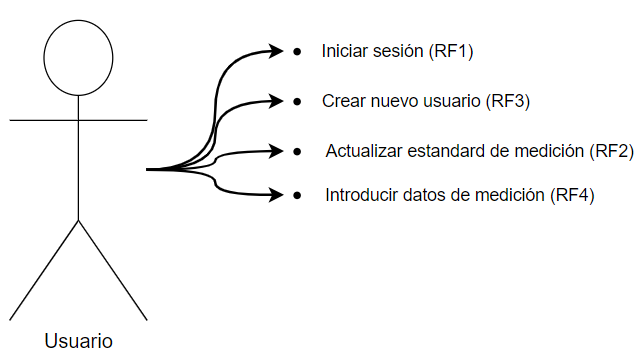 • Iniciar sesión (RF1)
• Crear nuevo usuario (RF3)
• Actualizar estandard de medición (RF2)
• Introducir datos de medición (RF4)
Usuario